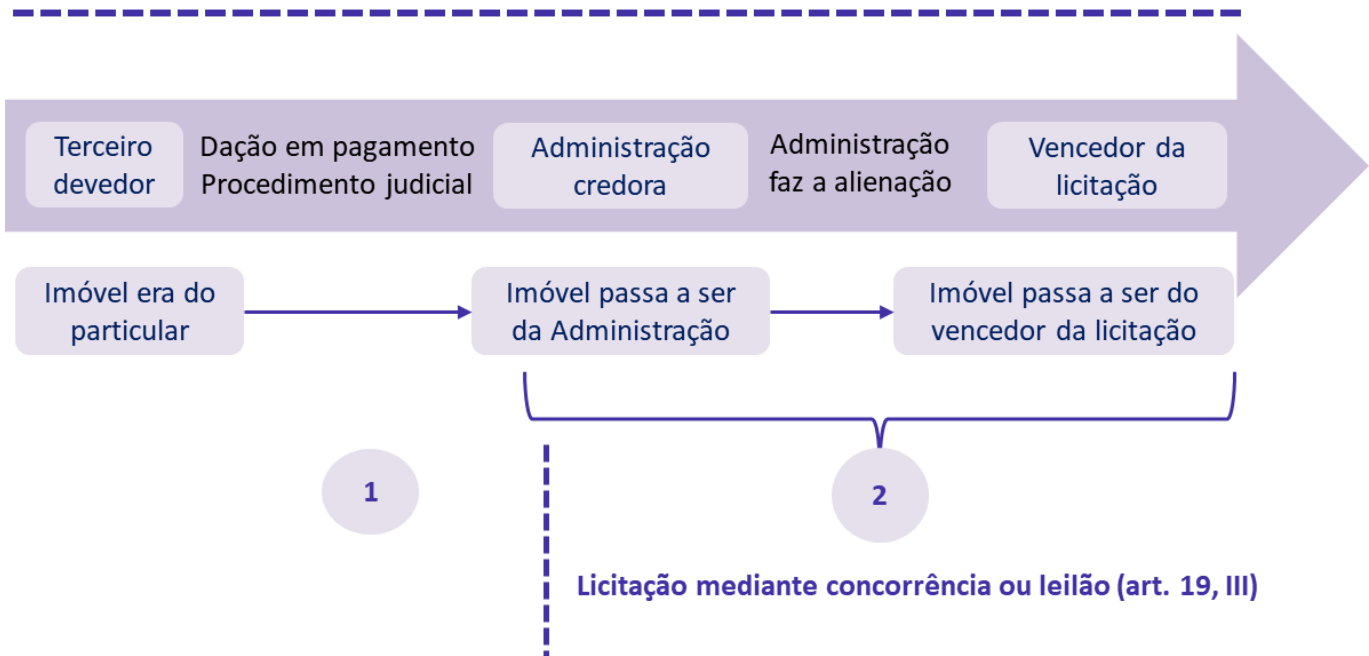 Terceiro
devedor
Dação em pagamento
Procedimento judicial
Administração
credora
Administração
faz a alienação
Vencedor da
licitação
Imóvel era do
particular
Imóvel passa a ser
da Administração
Imóvel passa a ser do
vencedor da licitação
1
2
Licitação mediante concorrência ou leilão (art. 19, III)